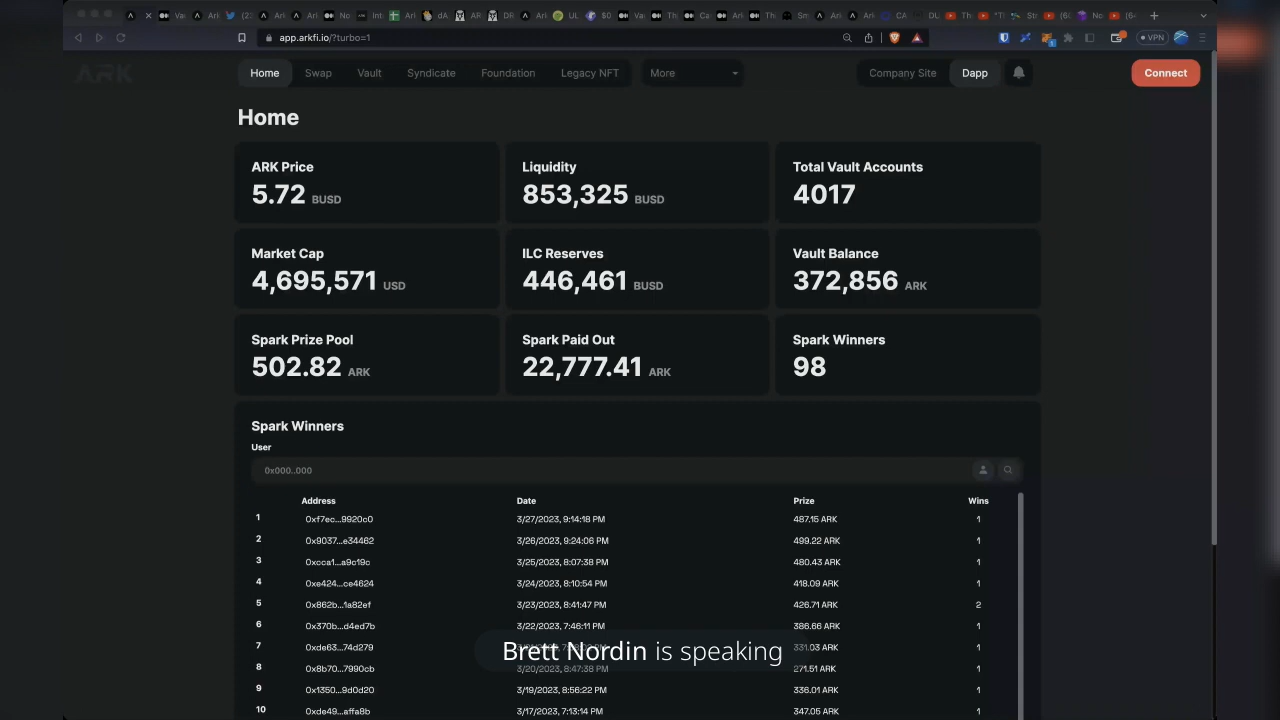 app.arkfi.io/?turbo=1
VPN
ARK
Home Swap Vault Syndicate Foundation Legacy NFT More Company Site Dapp Connect
Home
ARK Price Liquidity Total Vault Accounts
5.72 BUSD 853,325 BUSD 4017
Market Cap ILC Reserves Vault Balance
4,695,571 USD 446,461 BUSD 372,856 ARK
Spark Prize Pool Spark Paid Out Spark Winners
502.82 ARK 22,777.41 ARK 98
Spark Winners
User
0x000..000
Address Date Prize Wins
1 0xf7ec...9920c0 3/27/2023, 9:14:18 PM 487.15 ARK 1
2 0x9037...e34462 3/26/2023, 9:24:06 PM 499.22 ARK 1
3 0xcca1...a9c19c 3/25/2023, 8:07:38 PM 480.43 ARK 1
4 0xe424...ce4624 3/24/2023, 8:10:54 PM 418.09 ARK 1
5 0x862b...1a82ef 3/23/2023, 8:41:47 PM 426.71 ARK 2
6 0x370b...d4ed7b 3/22/2023, 7:46:11 PM 386.66 ARK 1
7 0xde63...74d279 331.03 ARK 1
Brett Nordin is speaking
8 0x8b70...7990cb 3/20/2023, 8:47:38 PM 271.51 ARK 1
9 0x1350...9d0d20 3/19/2023, 8:56:22 PM 336.01 ARK 1
10 0xde49...affa8b 3/17/2023, 7:13:14 PM 347.05 ARK 1